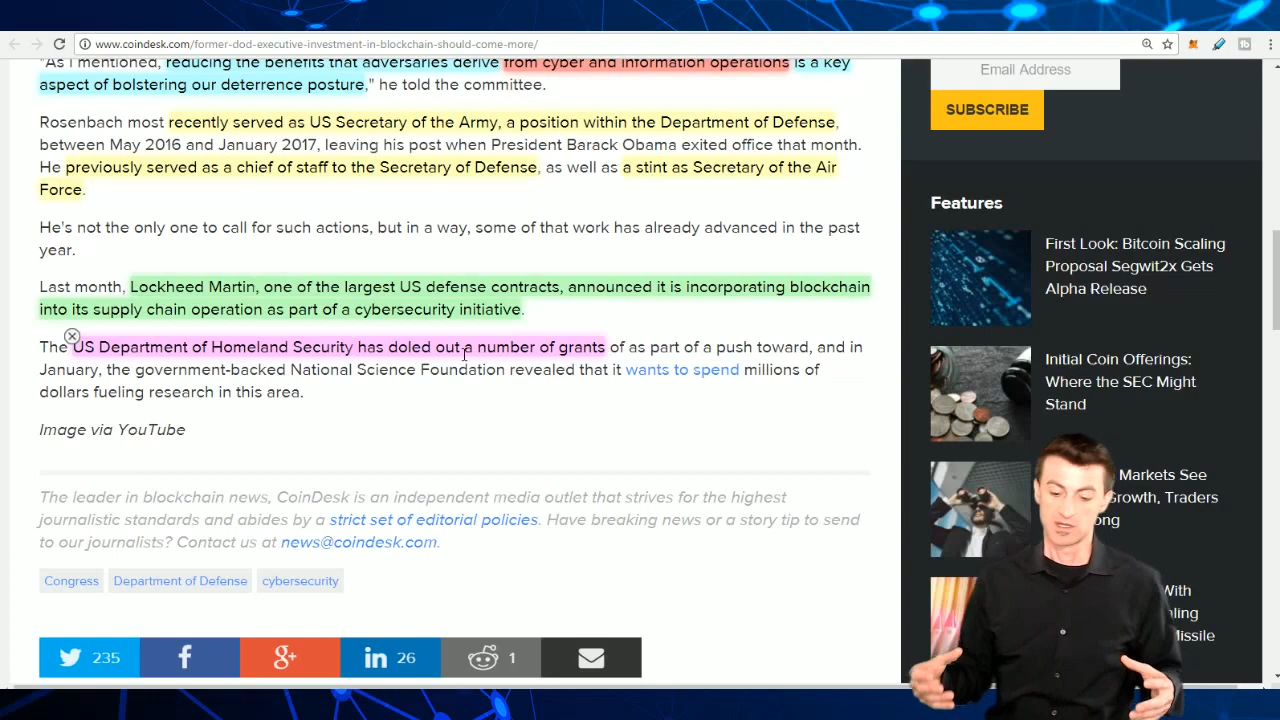 www.coindesk.com/former-dod-executive-investment-in-blockchain-should-come-more/
"As I mentioned, reducing the benefits that adversaries derive from cyber and information operations is a key
aspect of bolstering our deterrence posture," he told the committee.
Rosenbach most recently served as US Secretary of the Army, a position within the Department of Defense,
between May 2016 and January 2017, leaving his post when President Barack Obama exited office that month.
He previously served as a chief of staff to the Secretary of Defense, as well as a stint as Secretary of the Air
Force.
He's not the only one to call for such actions, but in a way, some of that work has already advanced in the past
year.
Last month, Lockheed Martin, one of the largest US defense contracts, announced it is incorporating blockchain
into its supply chain operation as part of a cybersecurity initiative.
The US Department of Homeland Security has doled out a number of grants of as part of a push toward, and in
January, the government-backed National Science Foundation revealed that it wants to spend millions of
dollars fueling research in this area.
Image via YouTube
The leader in blockchain news, CoinDesk is an independent media outlet that strives for the highest
journalistic standards and abides by a strict set of editorial policies. Have breaking news or a story tip to send
to our journalists? Contact us at news@coindesk.com.
Congress
Department of Defense
cybersecurity
235
26
1
Email Address
SUBSCRIBE
Features
First Look: Bitcoin Scaling
Proposal Segwit2x Gets
Alpha Release
Initial Coin Offerings:
Where the SEC Might
Stand
Markets See
Growth, Traders
With
Missile